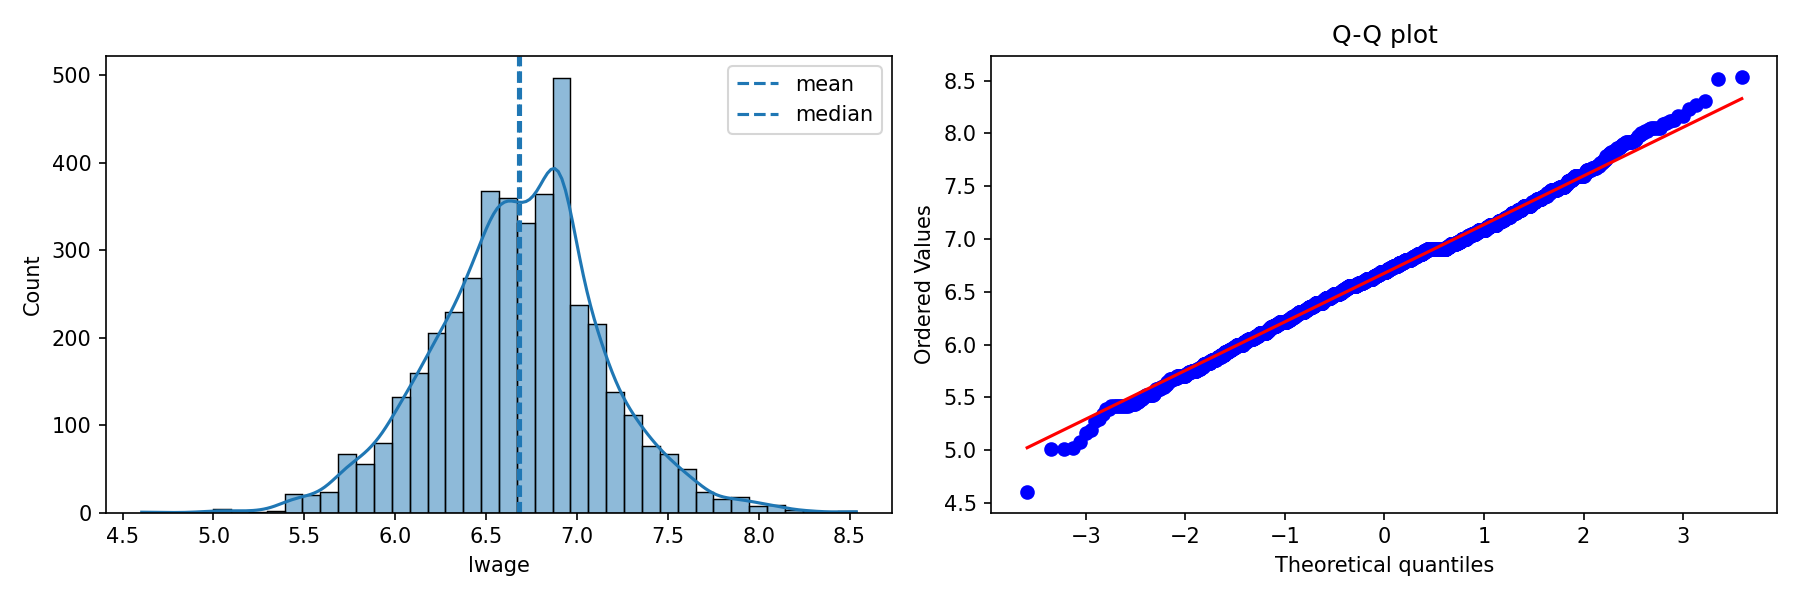 Q-Q plot
mean
median
500
400
300
200
100
0
Count
4.5 5.0 5.5 6.0 6.5 7.0 7.5 8.0 8.5
lwage
8.5
8.0
7.5
7.0
6.5
6.0
5.5
5.0
4.5
Ordered Values
−3 −2 −1 0 1 2 3
Theoretical quantiles